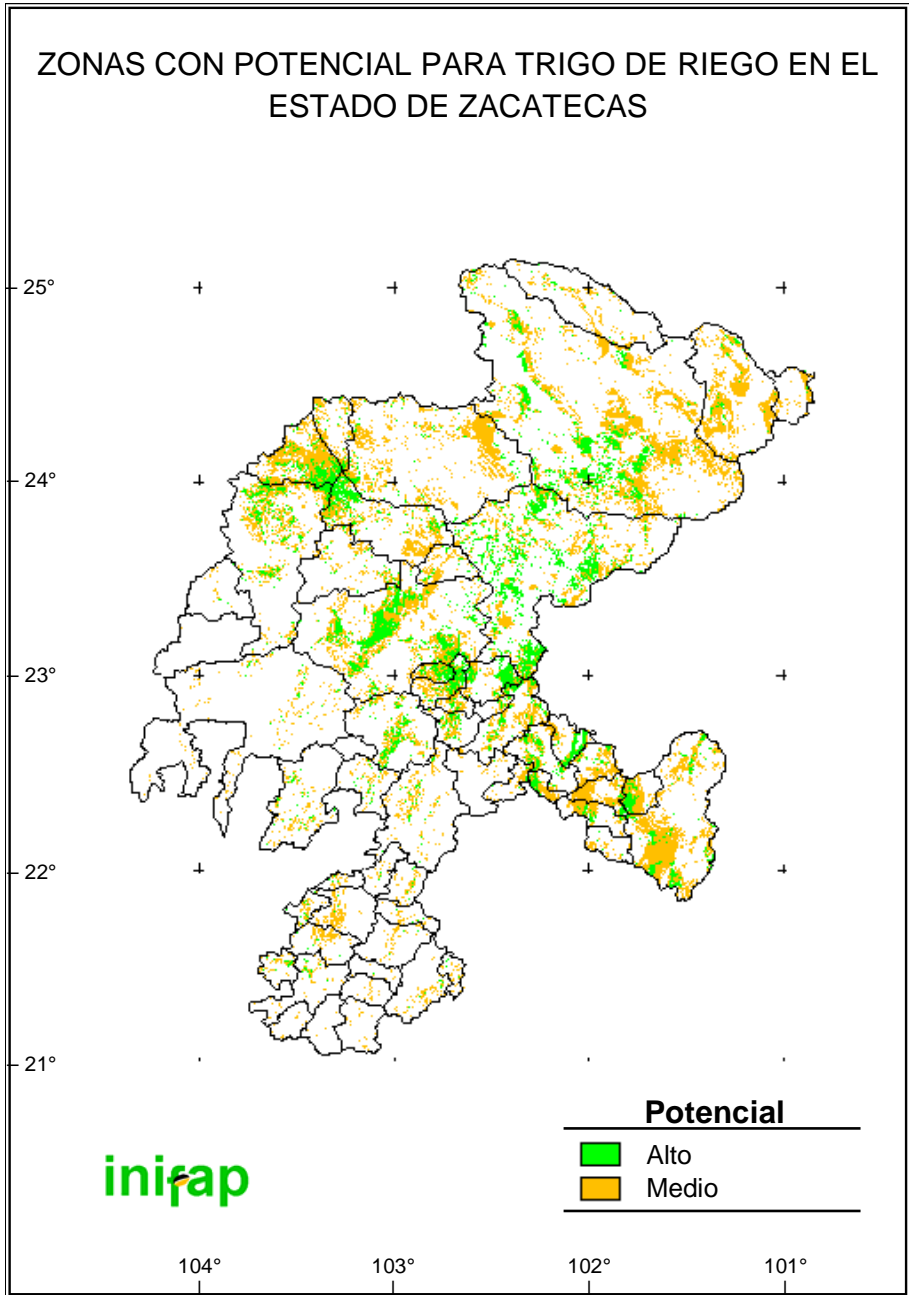 ZONAS CON POTENCIAL PARA TRIGO DE RIEGO EN EL
ESTADO DE ZACATECAS
25°
24°
23°
22°
21°
Potencial
Alto
Medio
inifap
104°
103°
102°
101°